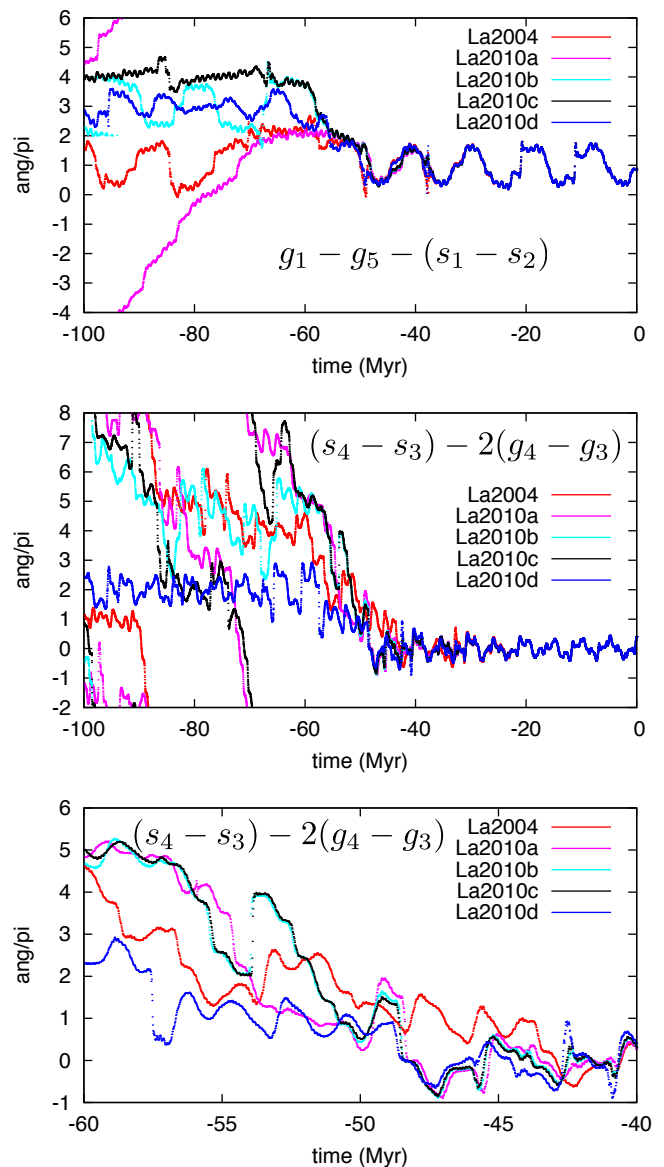 6
5
4
3
2
1
0
-1
-2
-3
-4
ang/pi
La2004
La2010a
La2010b
La2010c
La2010d
g₁ − g₅ − (s₁ − s₂)
-100 -80 -60 -40 -20 0
time (Myr)
8
7
6
5
4
3
2
1
0
-1
-2
ang/pi
(s₄ − s₃) − 2(g₄ − g₃)
La2004
La2010a
La2010b
La2010c
La2010d
-100 -80 -60 -40 -20 0
time (Myr)
6
5
4
3
2
1
0
-1
ang/pi
(s₄ − s₃) − 2(g₄ − g₃)
La2004
La2010a
La2010b
La2010c
La2010d
-60 -55 -50 -45 -40
time (Myr)